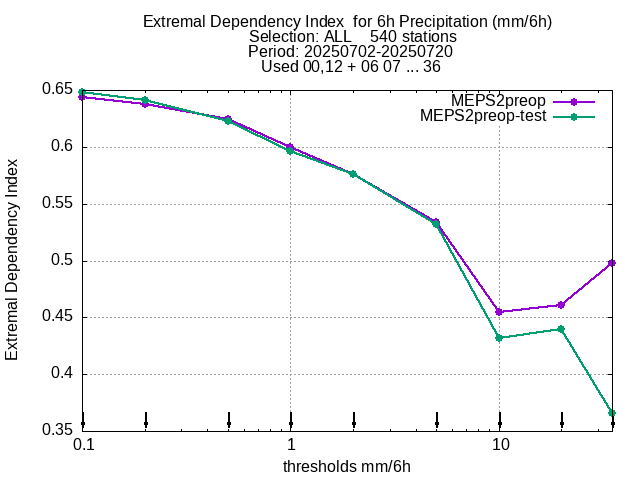 Extremal Dependency Index  for 6h Precipitation (mm/6h)
Selection: ALL    540 stations
Period: 20250702-20250720
Used 00,12 + 06 07 ... 36
MEPS2preop
MEPS2preop-test
Extremal Dependency Index
0.65
0.6
0.55
0.5
0.45
0.4
0.35
0.1 1 10
thresholds mm/6h